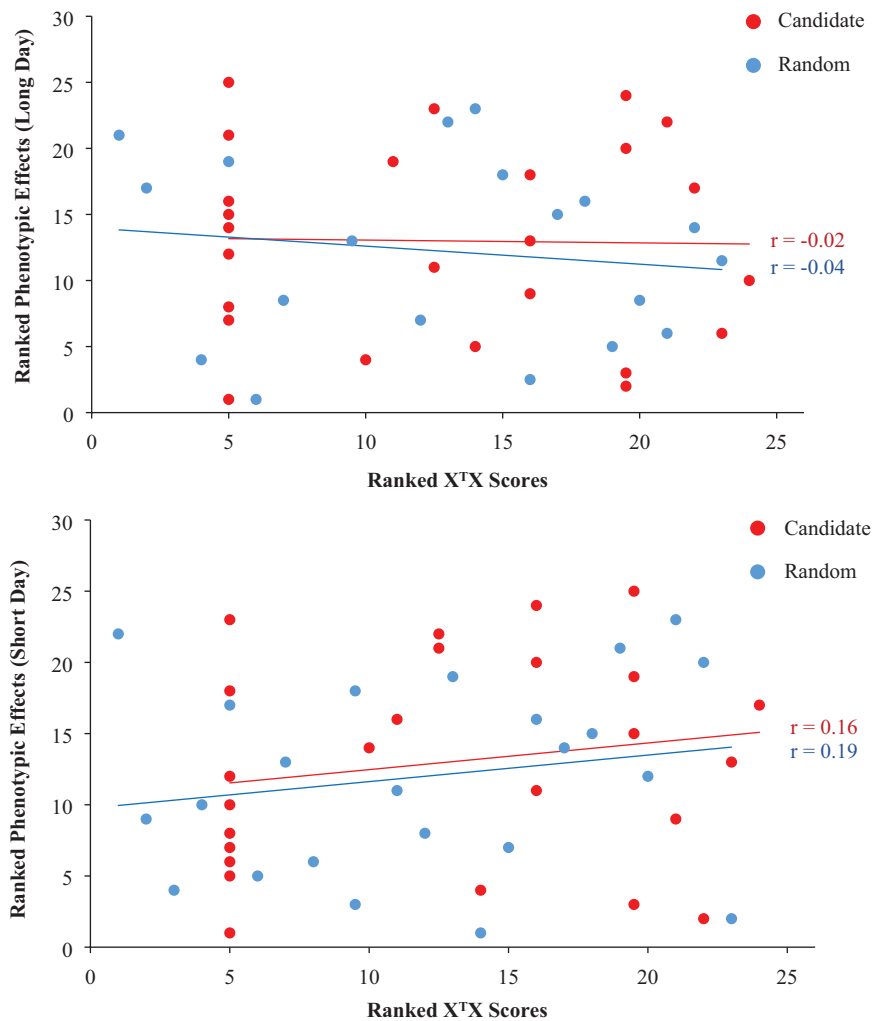 30
25
20
15
10
5
0
Ranked Phenotypic Effects (Long Day)
Candidate
Random
r = -0.02
r = -0.04
0 5 10 15 20 25
Ranked XᵀX Scores
30
25
20
15
10
5
0
Ranked Phenotypic Effects (Short Day)
Candidate
Random
r = 0.16
r = 0.19
0 5 10 15 20 25
Ranked XᵀX Scores